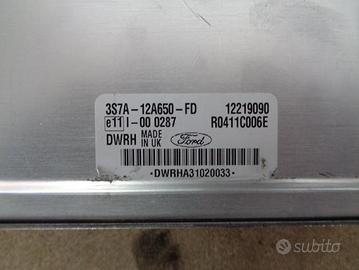 3S7A-12A650-FD 12219090
e11 I-00 0287 R0411C006E
DWRH MADE IN UK Ford
*DWRHA31020033*
subito